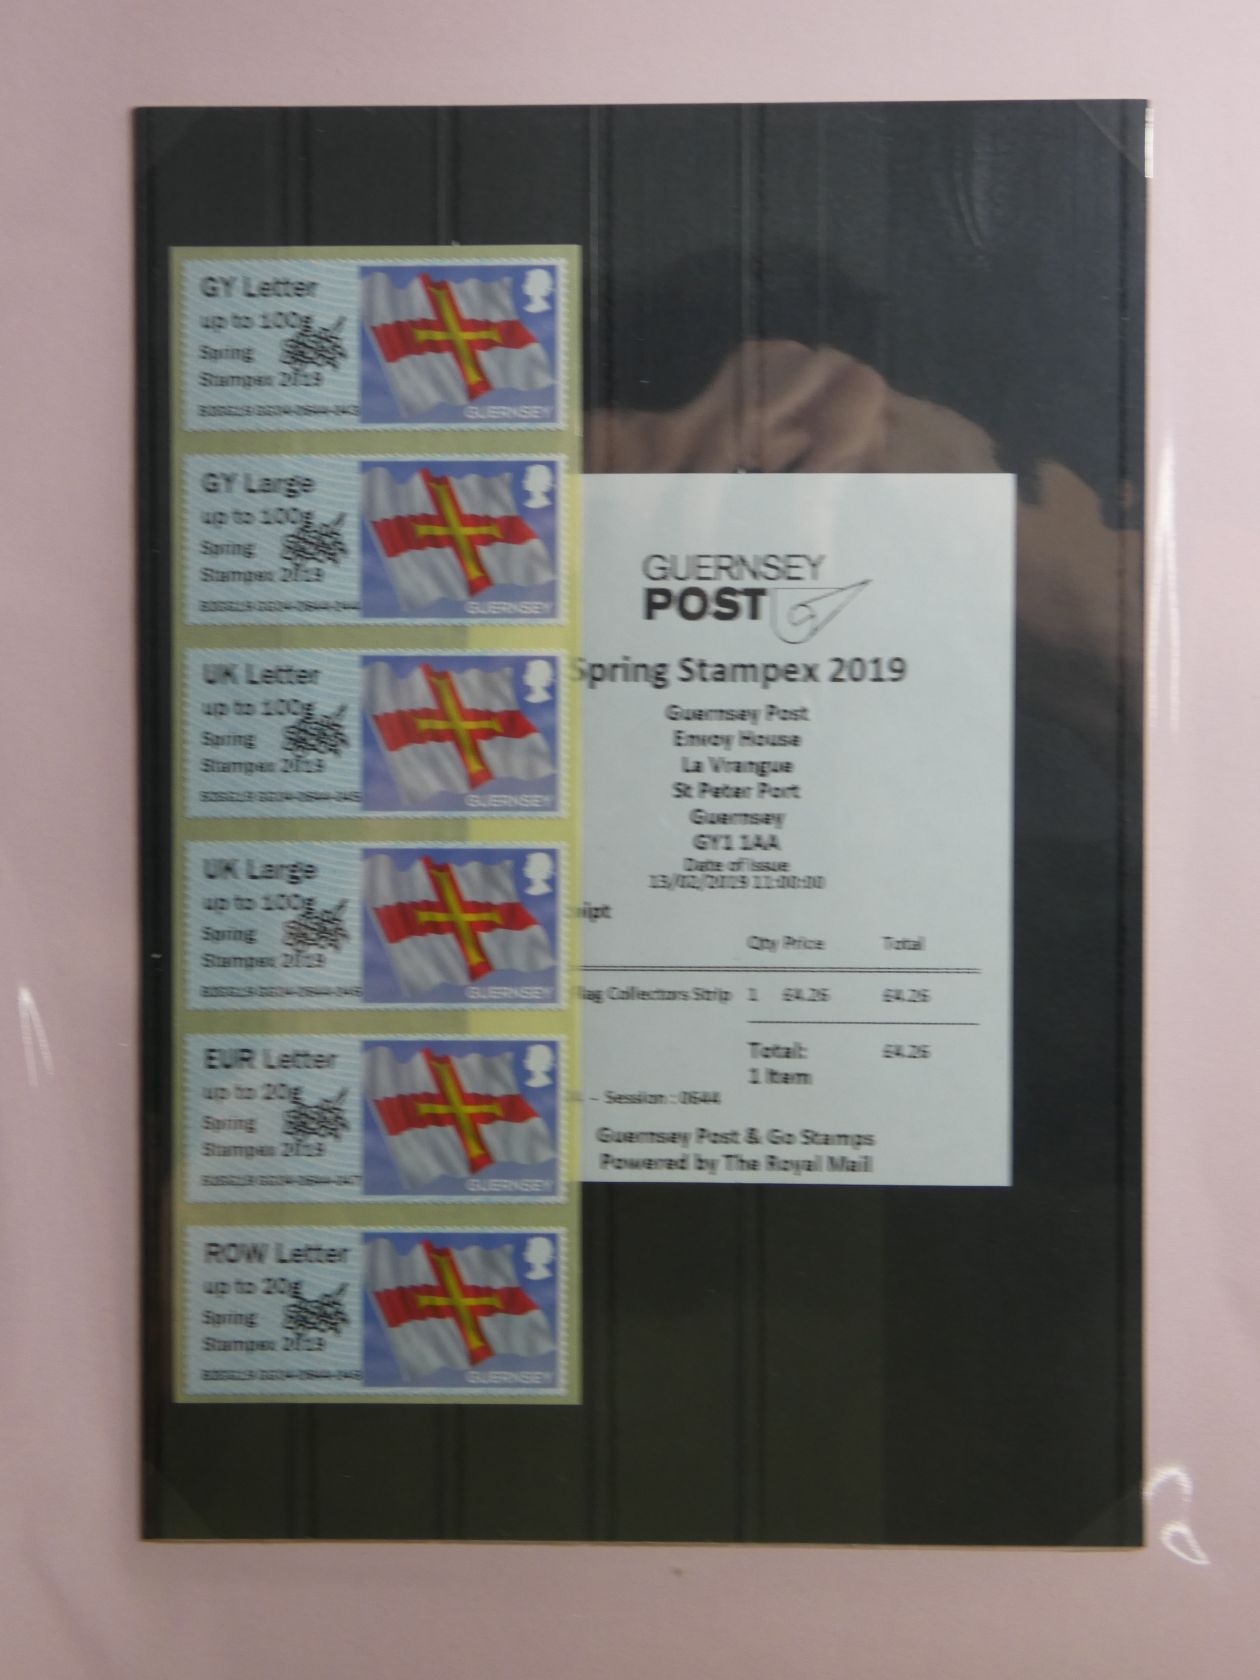 GY Letter
up to 100g
Spring
Stampex 2019
GUERNSEY
GY Large
up to 100g
Spring
Stampex 2019
GUERNSEY
UK Letter
up to 100g
Spring
Stampex 2019
GUERNSEY
UK Large
up to 100g
Spring
Stampex 2019
GUERNSEY
EUR Letter
up to 20g
Spring
Stampex 2019
GUERNSEY
ROW Letter
up to 20g
Spring
Stampex 2019
GUERNSEY
GUERNSEY
POST
Spring Stampex 2019
Guernsey Post
Envoy House
La Vrangue
St Peter Port
Guernsey
GY1 1AA
Date of issue
13/02/2019 11:00:00
Qty Price Total
Collectors Strip 1 £4.26 £4.26
Total: £4.26
1 Item
- Session : 0644
Guernsey Post & Go Stamps
Powered by The Royal Mail